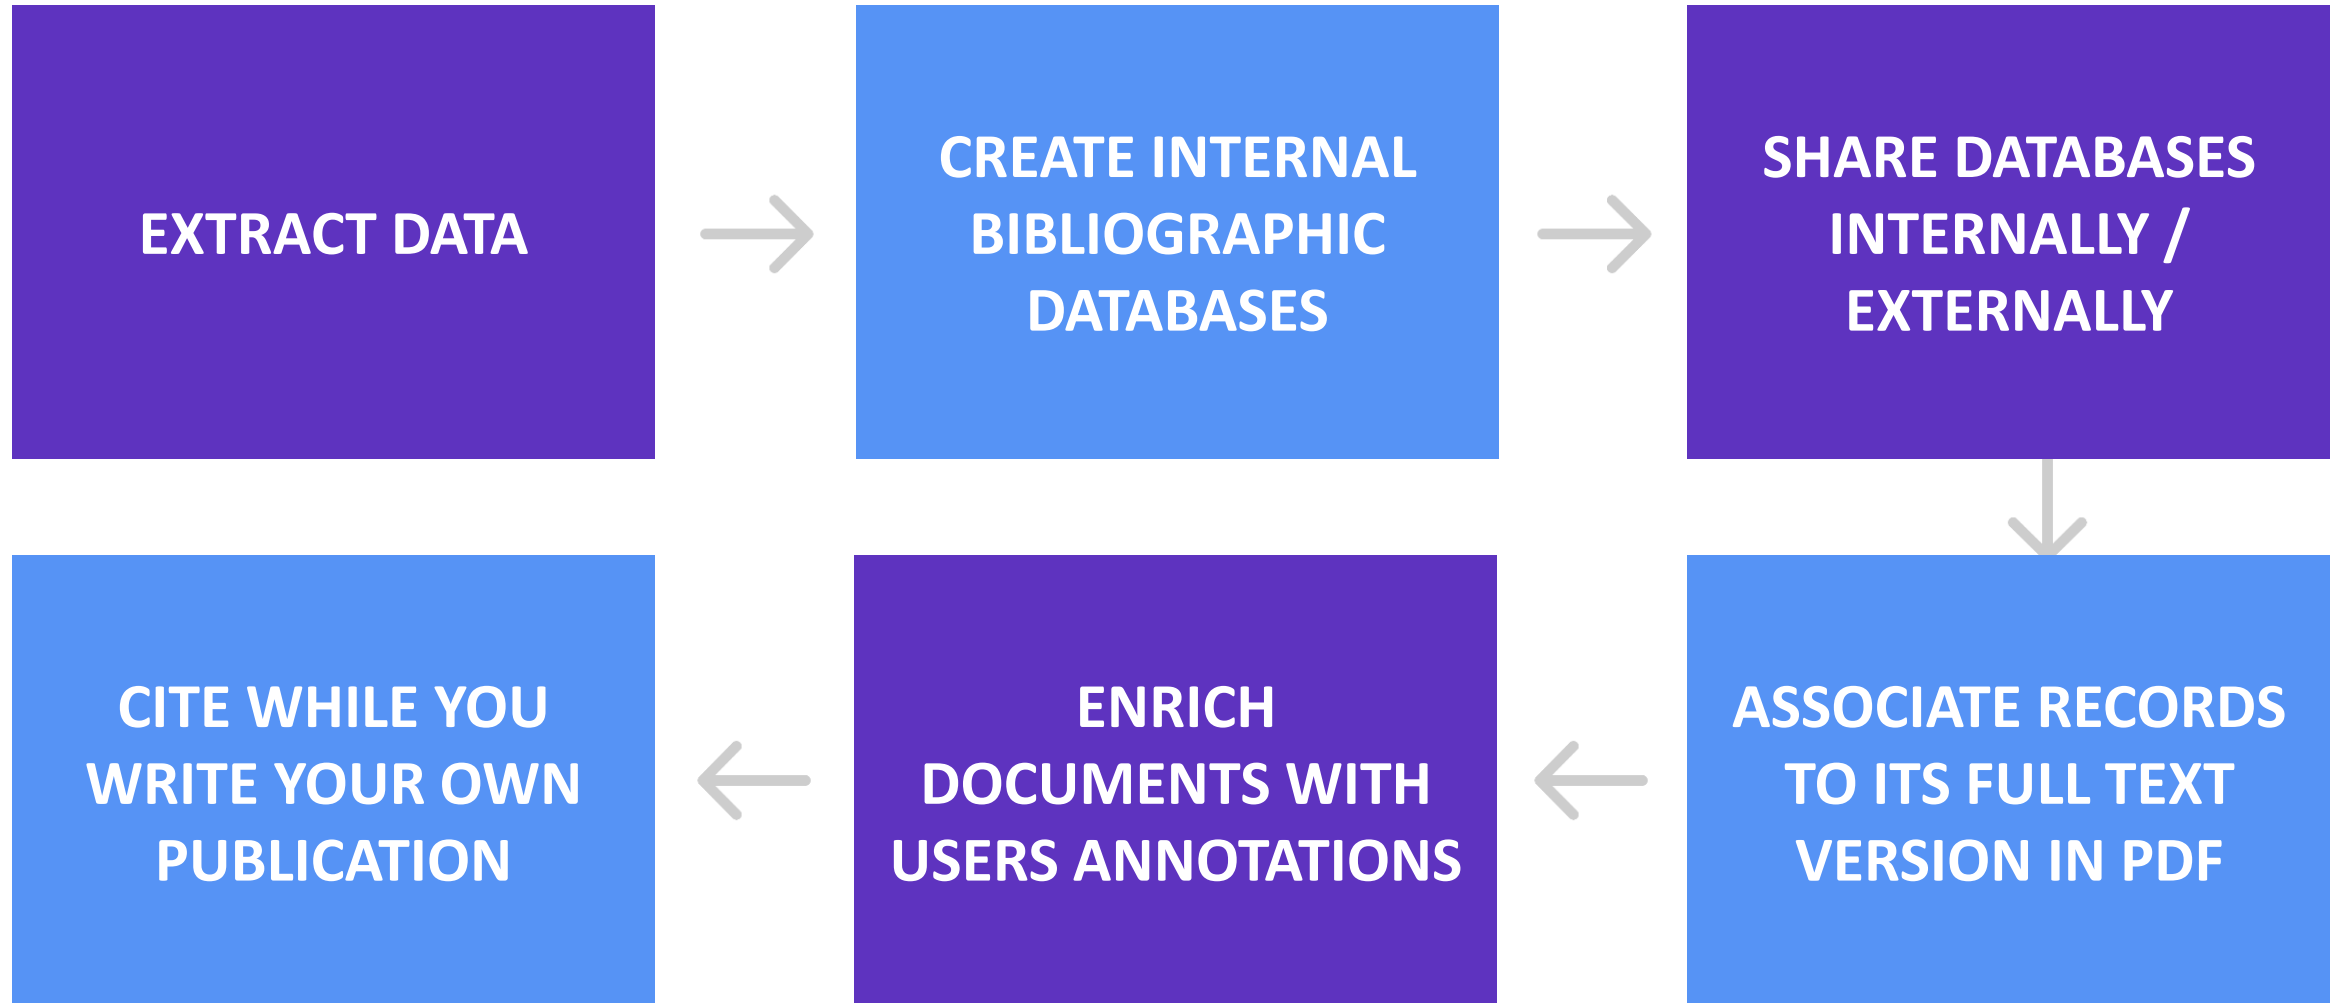 EXTRACT DATA
CREATE INTERNAL
BIBLIOGRAPHIC
DATABASES
SHARE DATABASES
INTERNALLY /
EXTERNALLY
ASSOCIATE RECORDS
TO ITS FULL TEXT
VERSION IN PDF
ENRICH
DOCUMENTS WITH
USERS ANNOTATIONS
CITE WHILE YOU
WRITE YOUR OWN
PUBLICATION